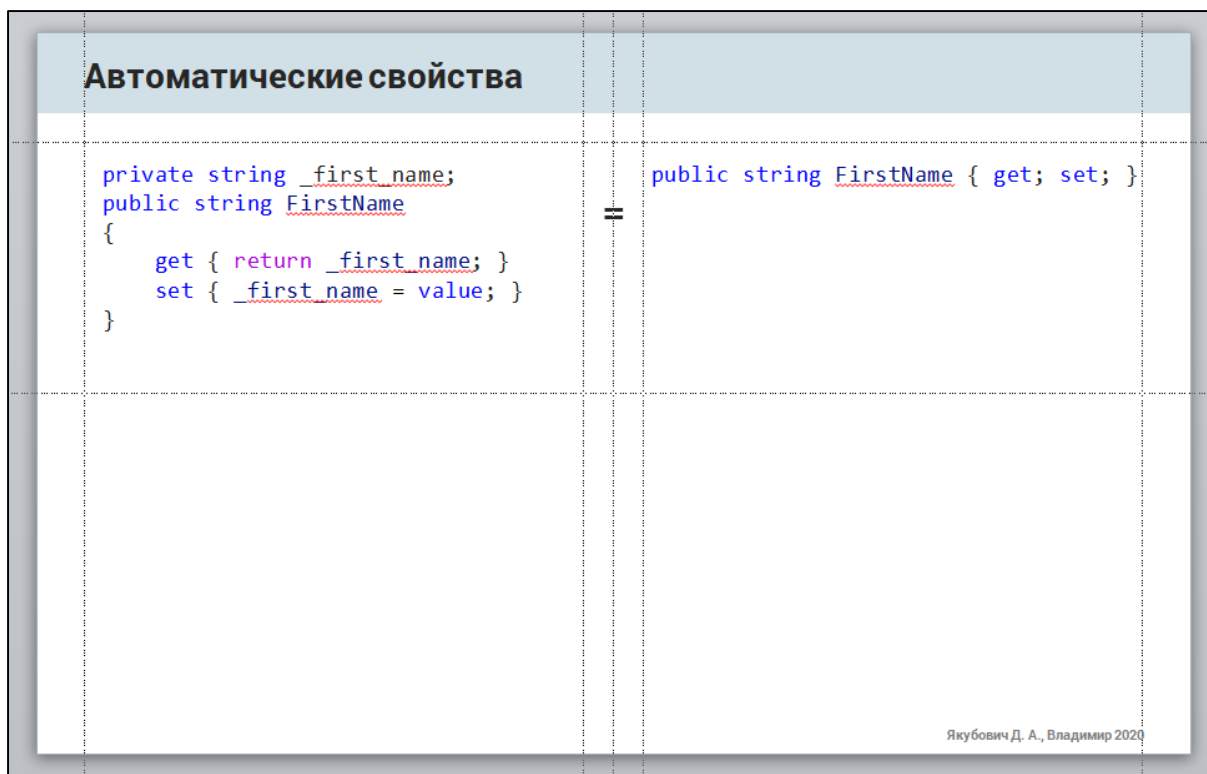 Автоматические свойства
private string _first_name;
public string FirstName
{
    get { return _first_name; }
    set { _first_name = value; }
}
=
public string FirstName { get; set; }
Якубович Д. А., Владимир 2020